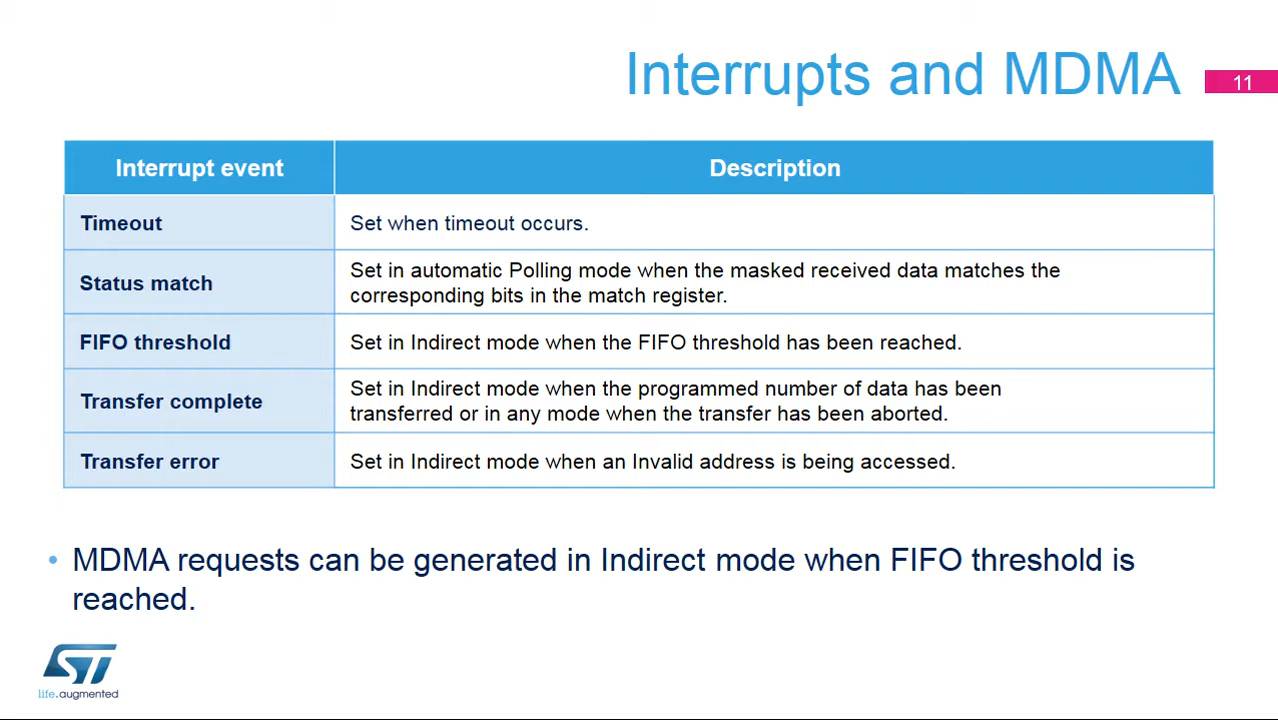 Interrupts and MDMA
11
Interrupt event
Description
Timeout
Set when timeout occurs.
Status match
Set in automatic Polling mode when the masked received data matches the
corresponding bits in the match register.
FIFO threshold
Set in Indirect mode when the FIFO threshold has been reached.
Transfer complete
Set in Indirect mode when the programmed number of data has been
transferred or in any mode when the transfer has been aborted.
Transfer error
Set in Indirect mode when an Invalid address is being accessed.
• MDMA requests can be generated in Indirect mode when FIFO threshold is
reached.
ST
life.augmented